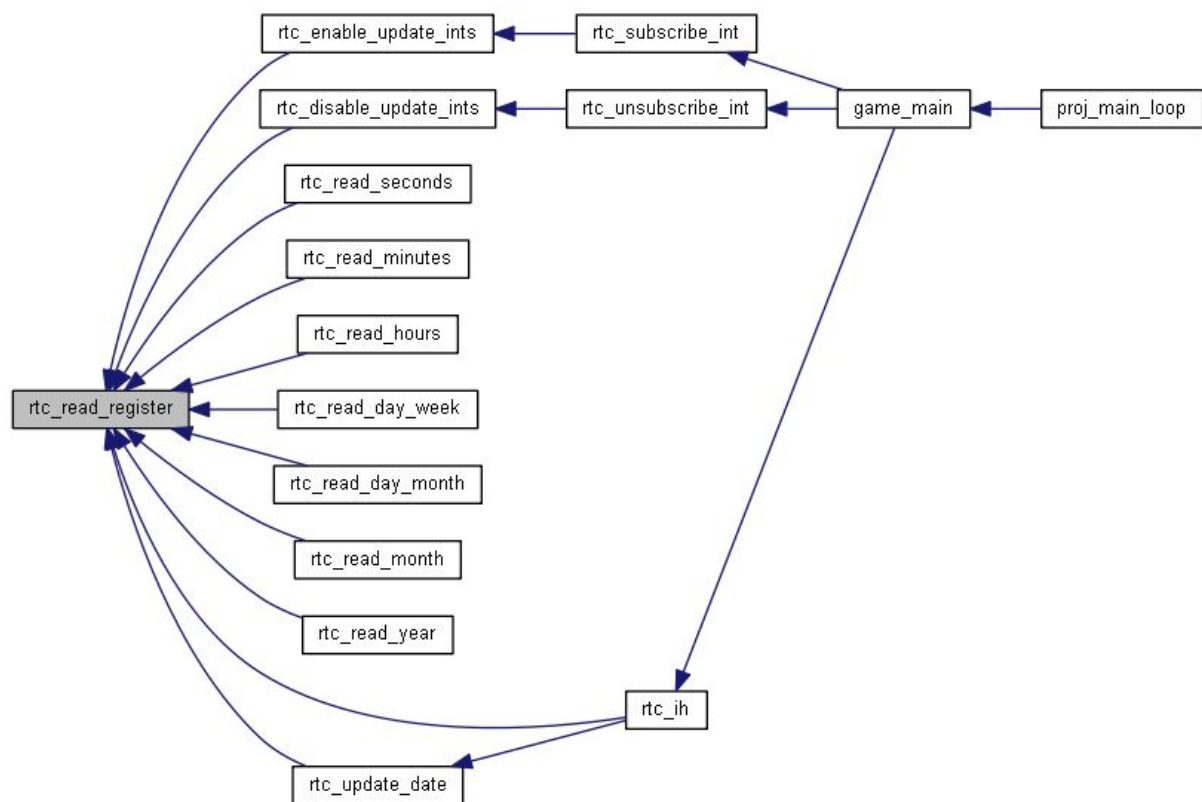 rtc_enable_update_ints
rtc_subscribe_int
rtc_disable_update_ints
rtc_unsubscribe_int
game_main
proj_main_loop
rtc_read_seconds
rtc_read_minutes
rtc_read_hours
rtc_read_register
rtc_read_day_week
rtc_read_day_month
rtc_read_month
rtc_read_year
rtc_ih
rtc_update_date